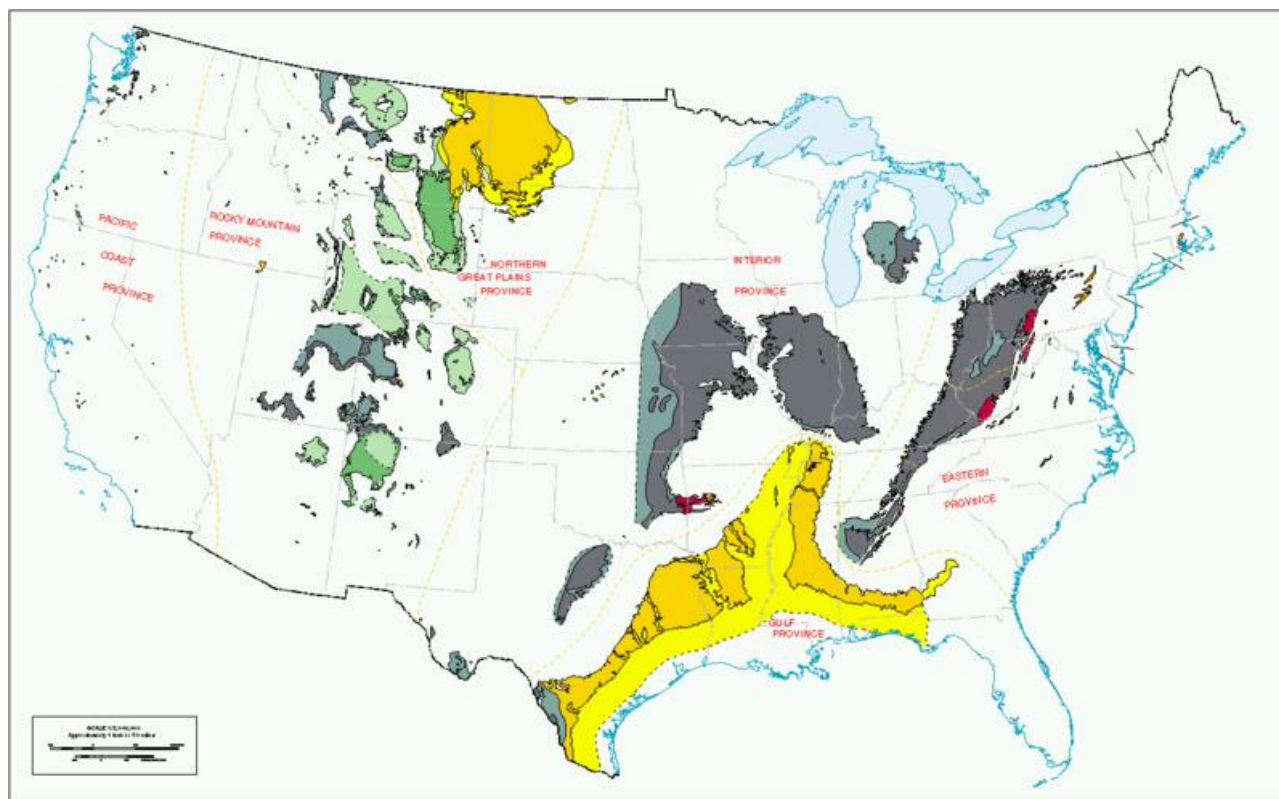 PACIFIC
COAST
PROVINCE
ROCKY MOUNTAIN
PROVINCE
NORTHERN
GREAT PLAINS
PROVINCE
INTERIOR
PROVINCE
EASTERN
PROVINCE
GULF
PROVINCE